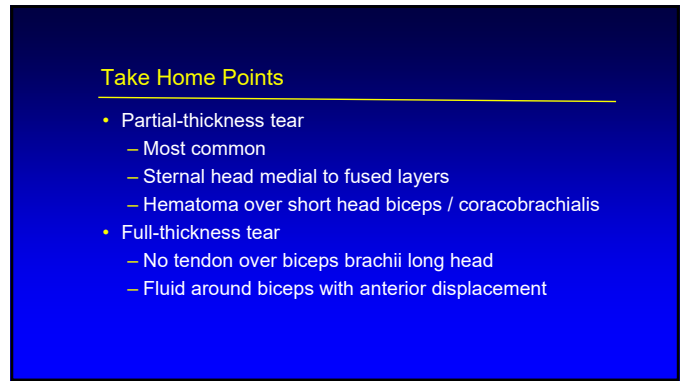 Take Home Points
• Partial-thickness tear
– Most common
– Sternal head medial to fused layers
– Hematoma over short head biceps / coracobrachialis
• Full-thickness tear
– No tendon over biceps brachii long head
– Fluid around biceps with anterior displacement